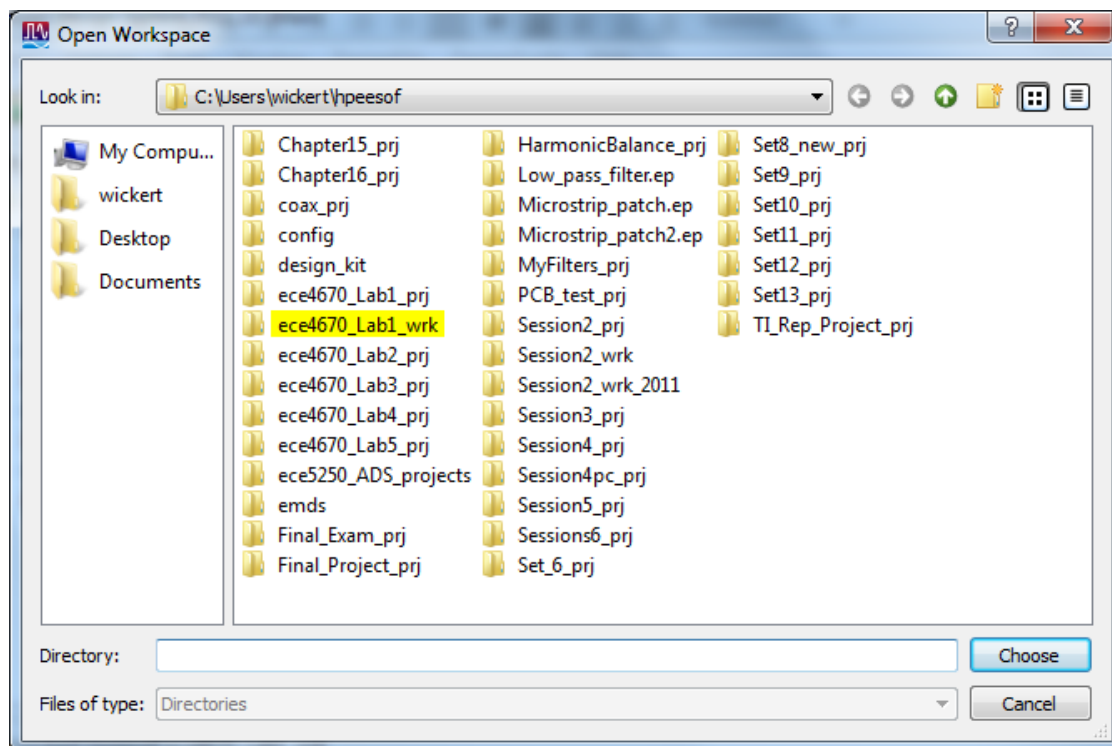 Open Workspace
Look in:
C:\Users\wickert\hpeesof
My Compu...
wickert
Desktop
Documents
Chapter15_prj
Chapter16_prj
coax_prj
config
design_kit
ece4670_Lab1_prj
ece4670_Lab1_wrk
ece4670_Lab2_prj
ece4670_Lab3_prj
ece4670_Lab4_prj
ece4670_Lab5_prj
ece5250_ADS_projects
emds
Final_Exam_prj
Final_Project_prj
HarmonicBalance_prj
Low_pass_filter.ep
Microstrip_patch.ep
Microstrip_patch2.ep
MyFilters_prj
PCB_test_prj
Session2_prj
Session2_wrk
Session2_wrk_2011
Session3_prj
Session4_prj
Session4pc_prj
Session5_prj
Sessions6_prj
Set_6_prj
Set8_new_prj
Set9_prj
Set10_prj
Set11_prj
Set12_prj
Set13_prj
TI_Rep_Project_prj
Directory:
Choose
Files of type: Directories
Cancel